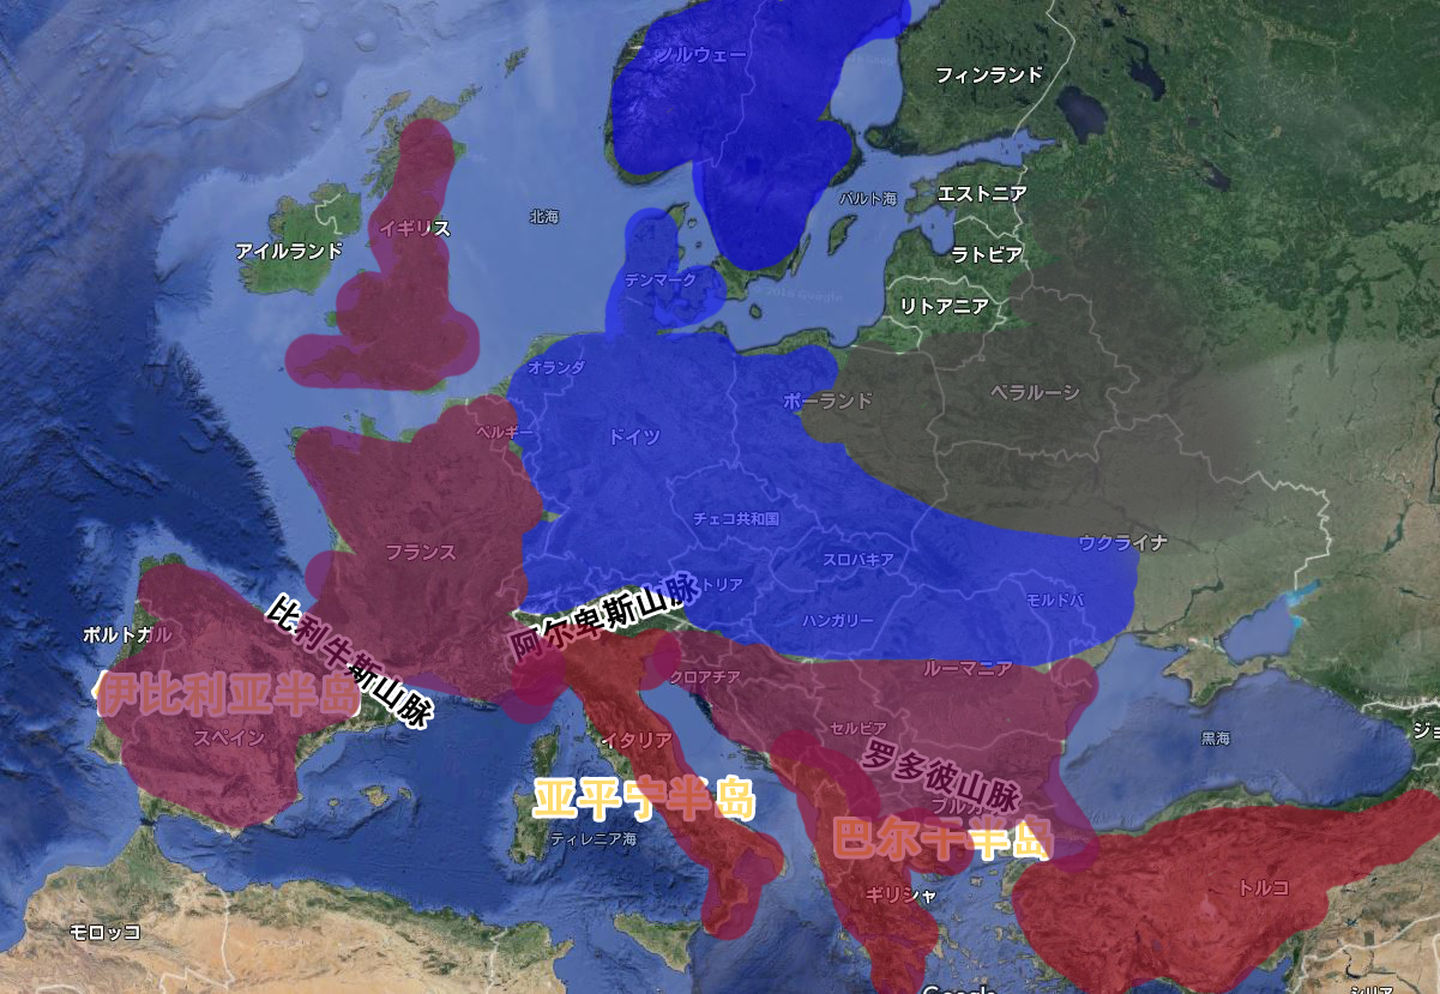 ノルウェー
フィンランド
エストニア
バルト海
北海
イギリス
アイルランド
ラトビア
デンマーク
© 2016 Google
リトアニア
オランダ
ベラルーシ
ポーランド
ベルギー
ドイツ
チェコ共和国
ウクライナ
フランス
スロバキア
トリア
モルドバ
ハンガリー
阿尔卑斯山脉
比利牛斯山脉
ポルトガル
ルーマニア
クロアチア
伊比利亚半岛
スペイン
セルビア
イタリア
黒海
ジョ
罗多彼山脉
亚平宁半岛
ブルガ
巴尔干半岛
ティレニア海
トルコ
ギリシャ
モロッコ
シリア
Google